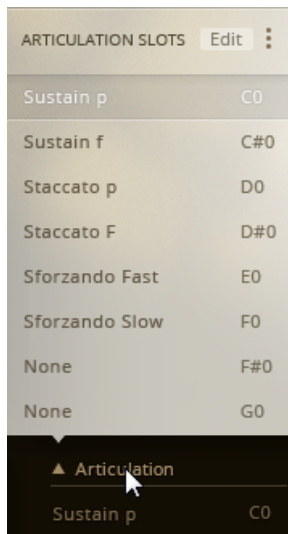 ARTICULATION SLOTS Edit
Sustain p C0
Sustain f C#0
Staccato p D0
Staccato F D#0
Sforzando Fast E0
Sforzando Slow F0
None F#0
None G0
Articulation
Sustain p C0